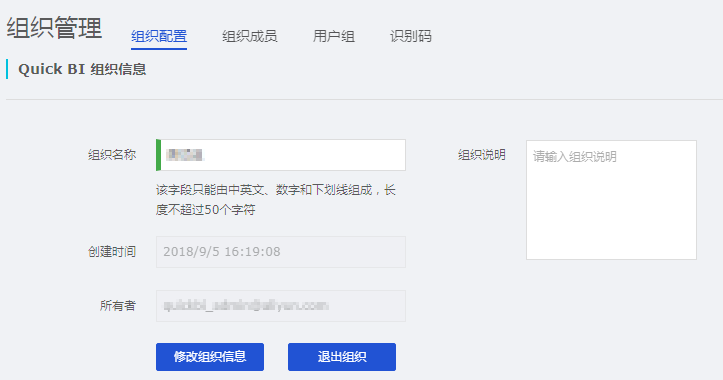 组织管理
组织配置 组织成员 用户组 识别码
Quick BI 组织信息
组织名称
组织说明
请输入组织说明
该字段只能由中英文、数字和下划线组成，长
度不超过50个字符
创建时间
2018/9/5 16:19:08
所有者
修改组织信息 退出组织